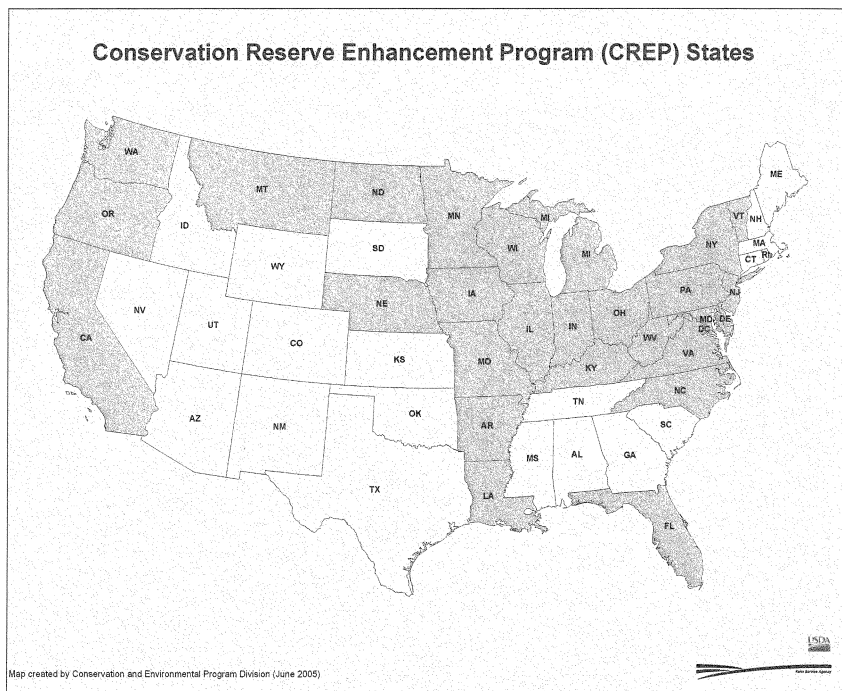 Conservation Reserve Enhancement Program (CREP) States
WA
MT
ND
MN
ME
OR
ID
SD
WI
MI
MI
VT
NH
NY
MA
CT
WY
IA
NE
PA
NJ
NV
UT
CO
IL
IN
OH
MD
DE
DC
WV
CA
KS
MO
KY
VA
TN
NC
AZ
NM
OK
AR
SC
MS
AL
GA
TX
LA
FL
USDA
Map created by Conservation and Environmental Program Division (June 2005)
Farm Service Agency